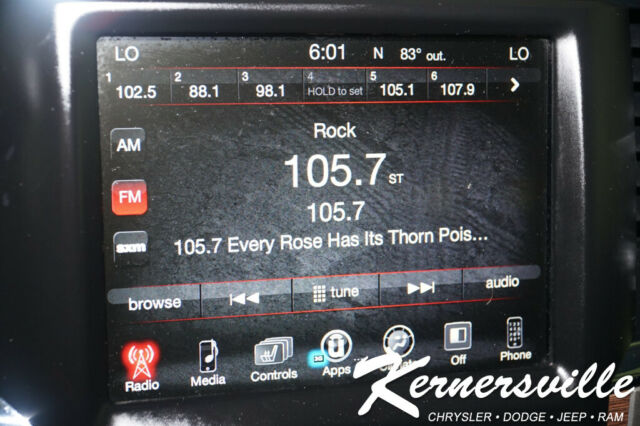 LO 6:01 N 83° out. LO
1 2 3 4 5 6
102.5 88.1 98.1 HOLD to set 105.1 107.9
AM
Rock
105.7 ST
FM
105.7
sxm
105.7 Every Rose Has Its Thorn Pois...
browse tune audio
Radio Media Controls Apps Off Phone
Kernersville
CHRYSLER • DODGE • JEEP • RAM